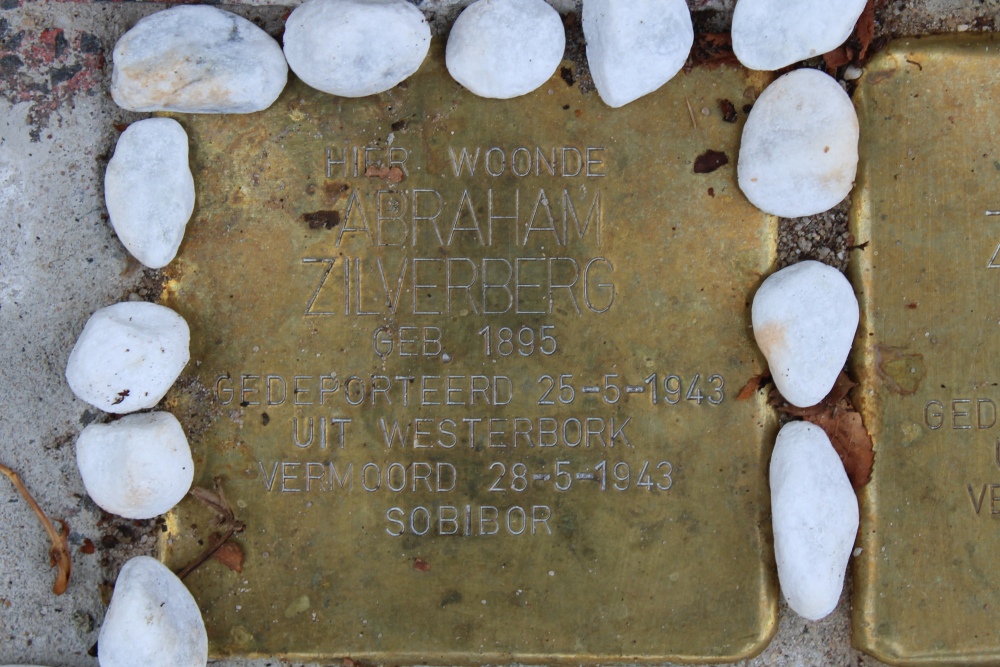 HIER WOONDE
ABRAHAM
ZILVERBERG
GEB. 1895
GEDEPORTEERD 25-5-1943
UIT WESTERBORK
VERMOORD 28-5-1943
SOBIBOR